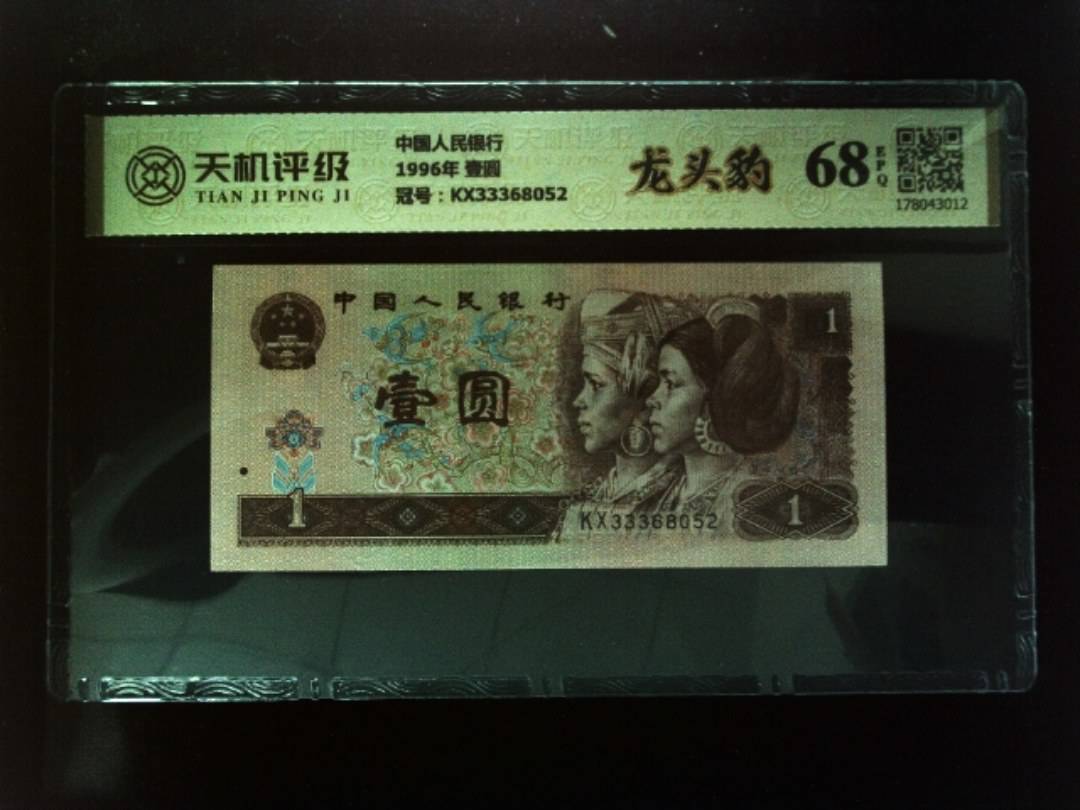 天机评级
TIAN JI PING JI
中国人民银行
1996年 壹圆
冠号：KX33368052
龙头豹
68
EPQ
178043012
中国人民银行
1
壹圆
1
KX33368052
1